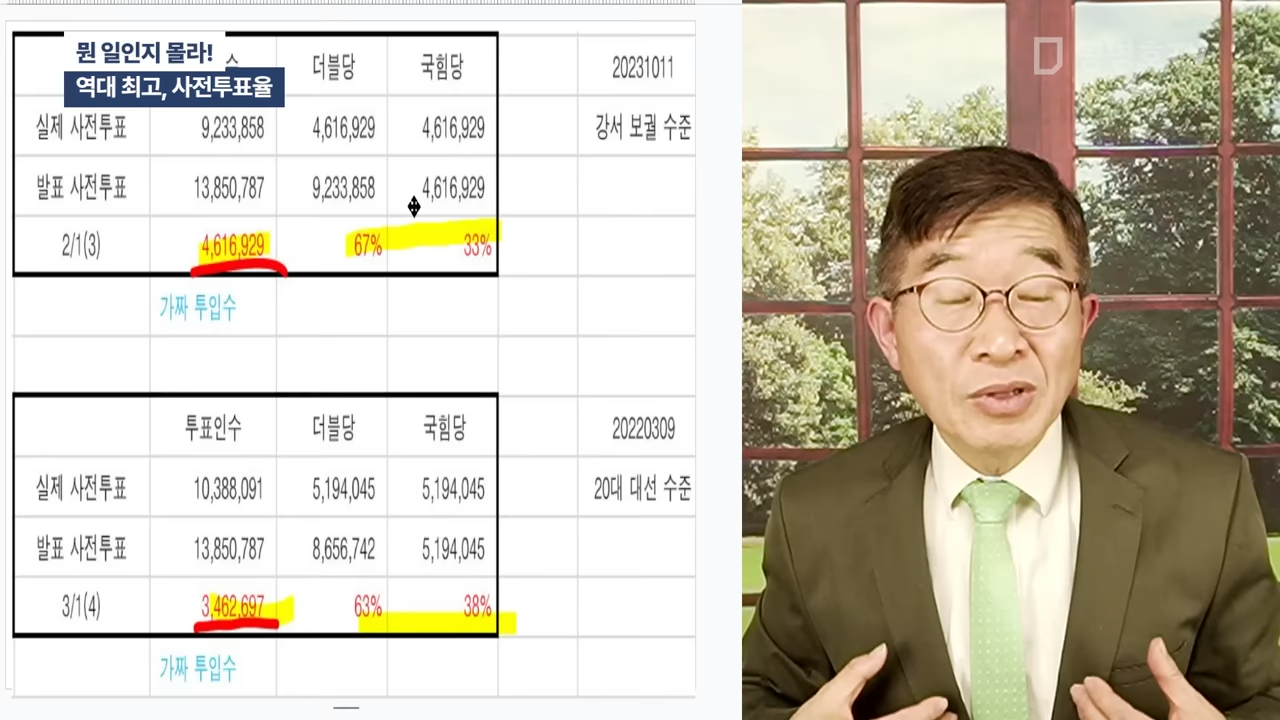 뭔 일인지 몰라!
역대 최고, 사전투표율
수 더블당 국힘당 20231011
실제 사전투표 9,233,858 4,616,929 4,616,929 강서 보궐 수준
발표 사전투표 13,850,787 9,233,858 4,616,929
2/1(3) 4,616,929 67% 33%
가짜 투입수
투표인수 더블당 국힘당 20220309
실제 사전투표 10,388,091 5,194,045 5,194,045 20대 대선 수준
발표 사전투표 13,850,787 8,656,742 5,194,045
3/1(4) 3,462,697 63% 38%
가짜 투입수